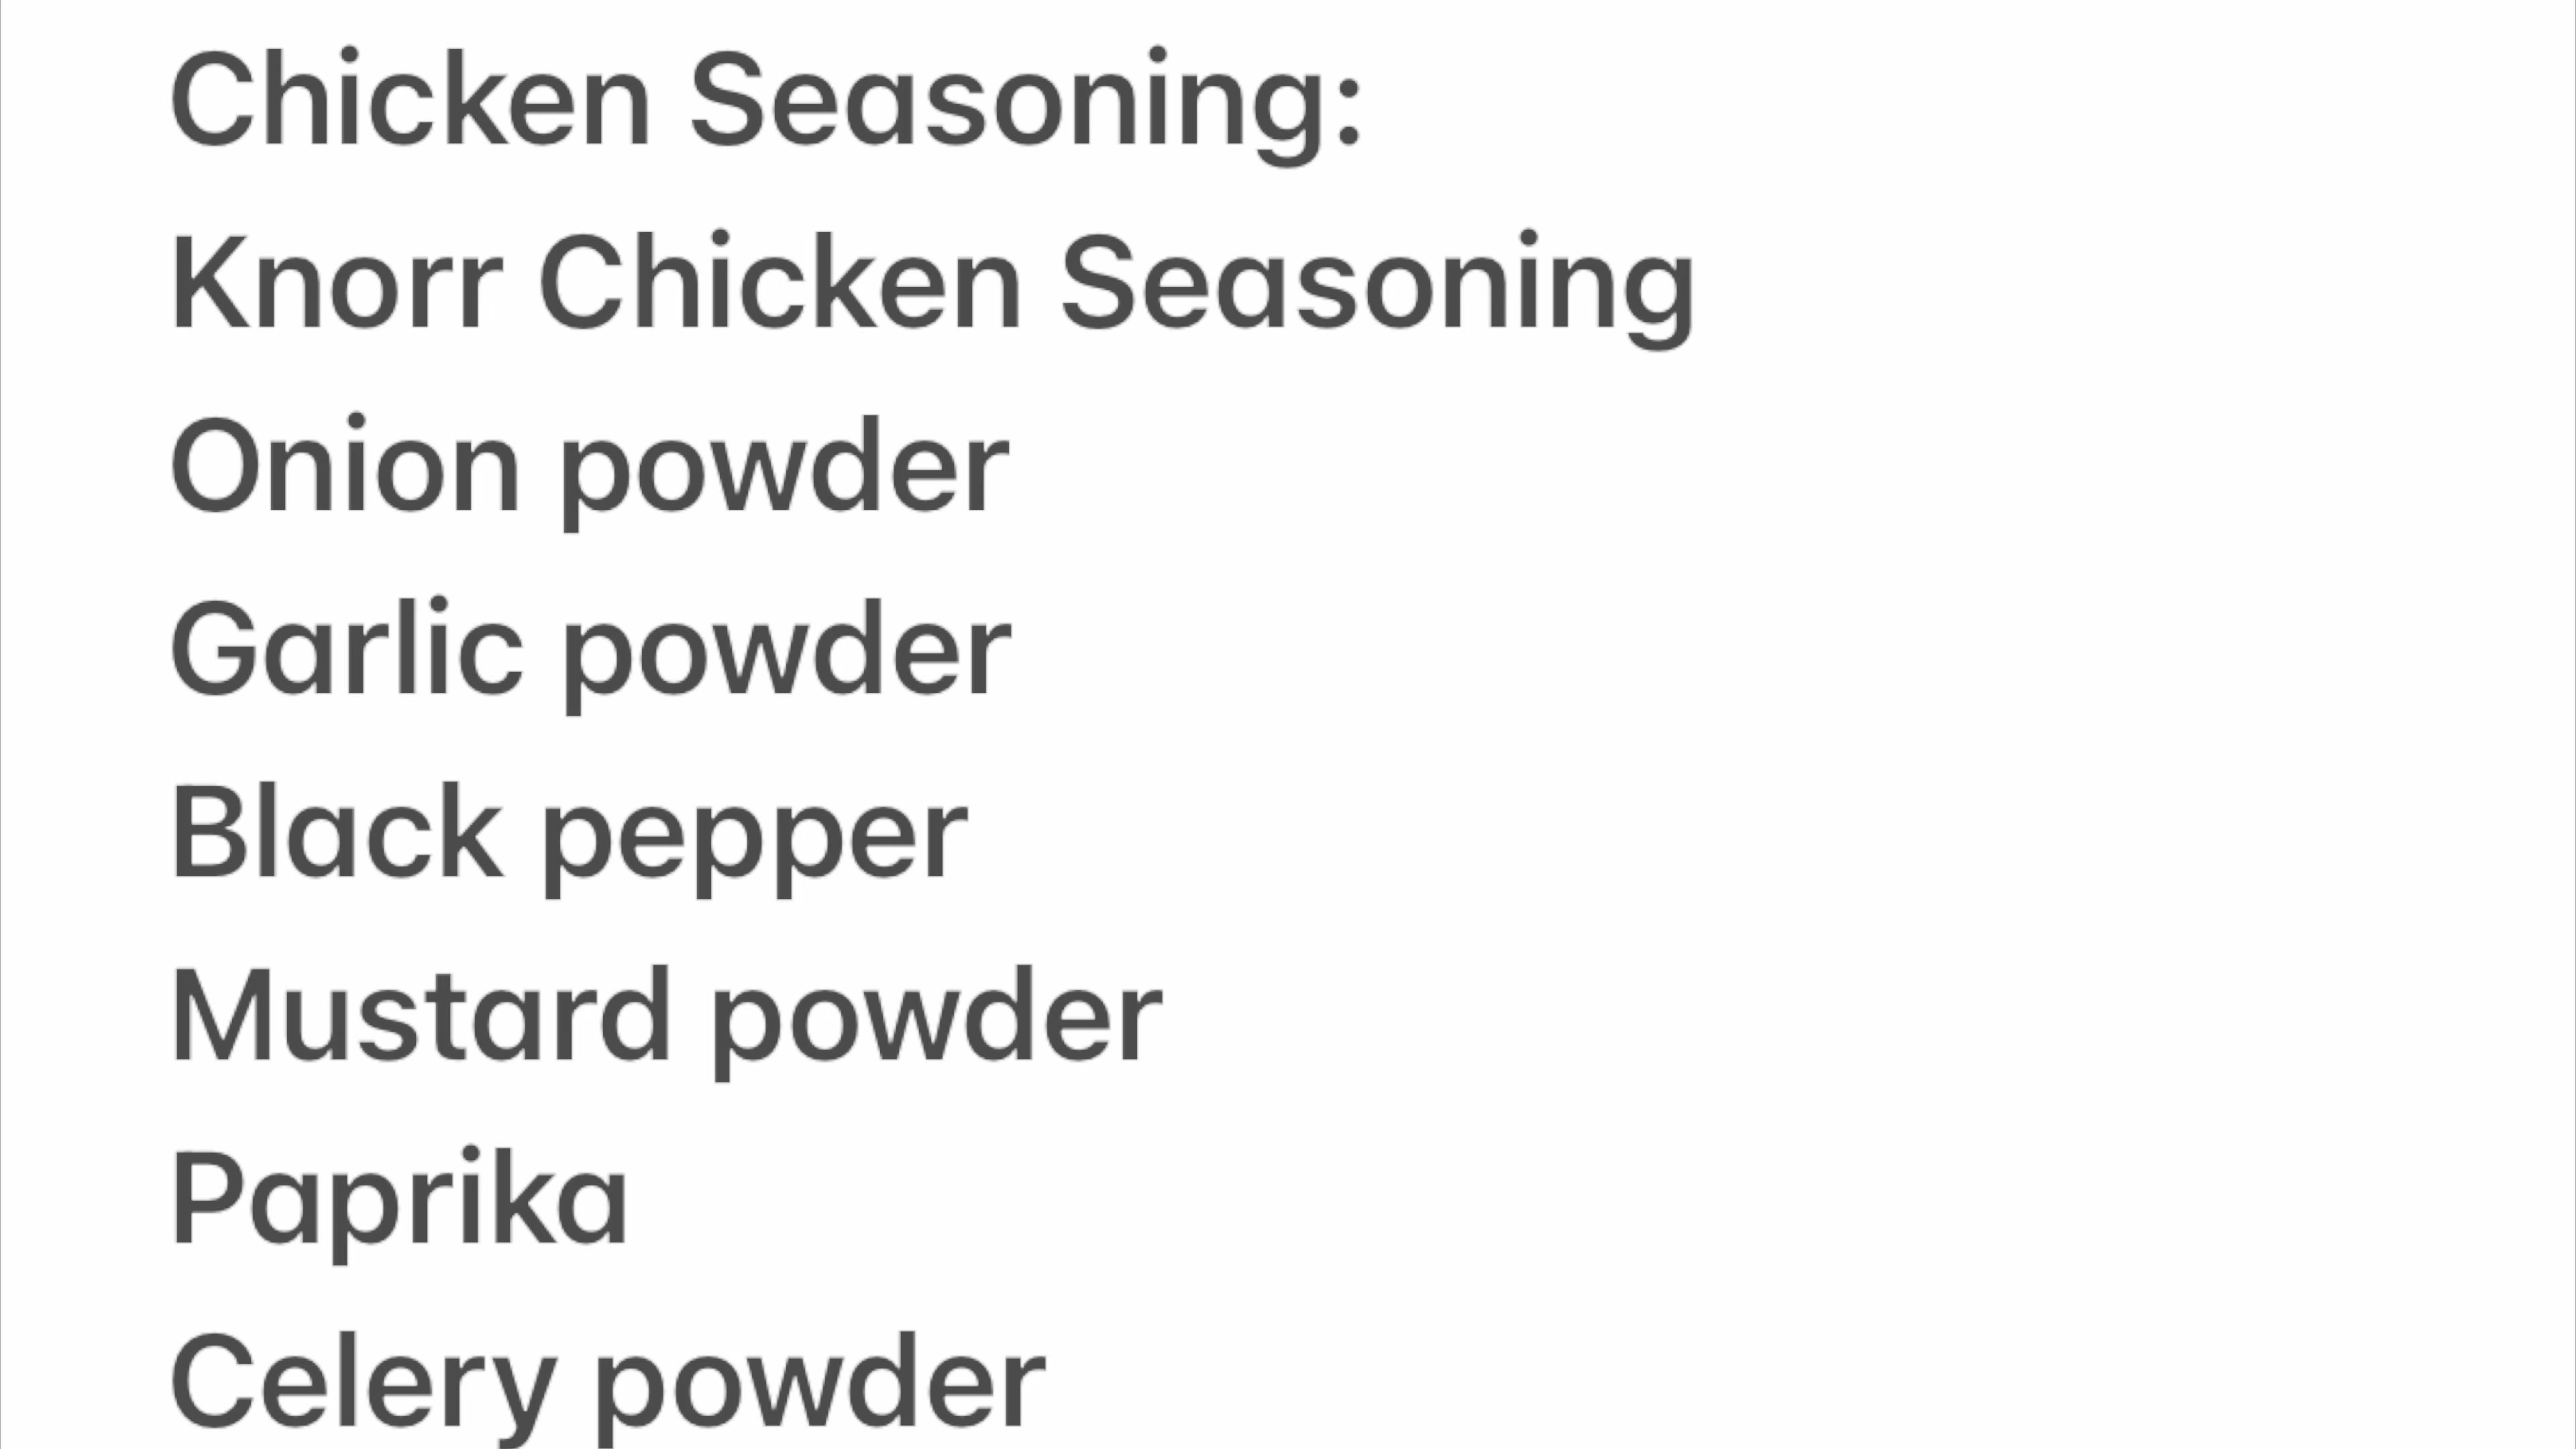 Chicken Seasoning:
Knorr Chicken Seasoning
Onion powder
Garlic powder
Black pepper
Mustard powder
Paprika
Celery powder